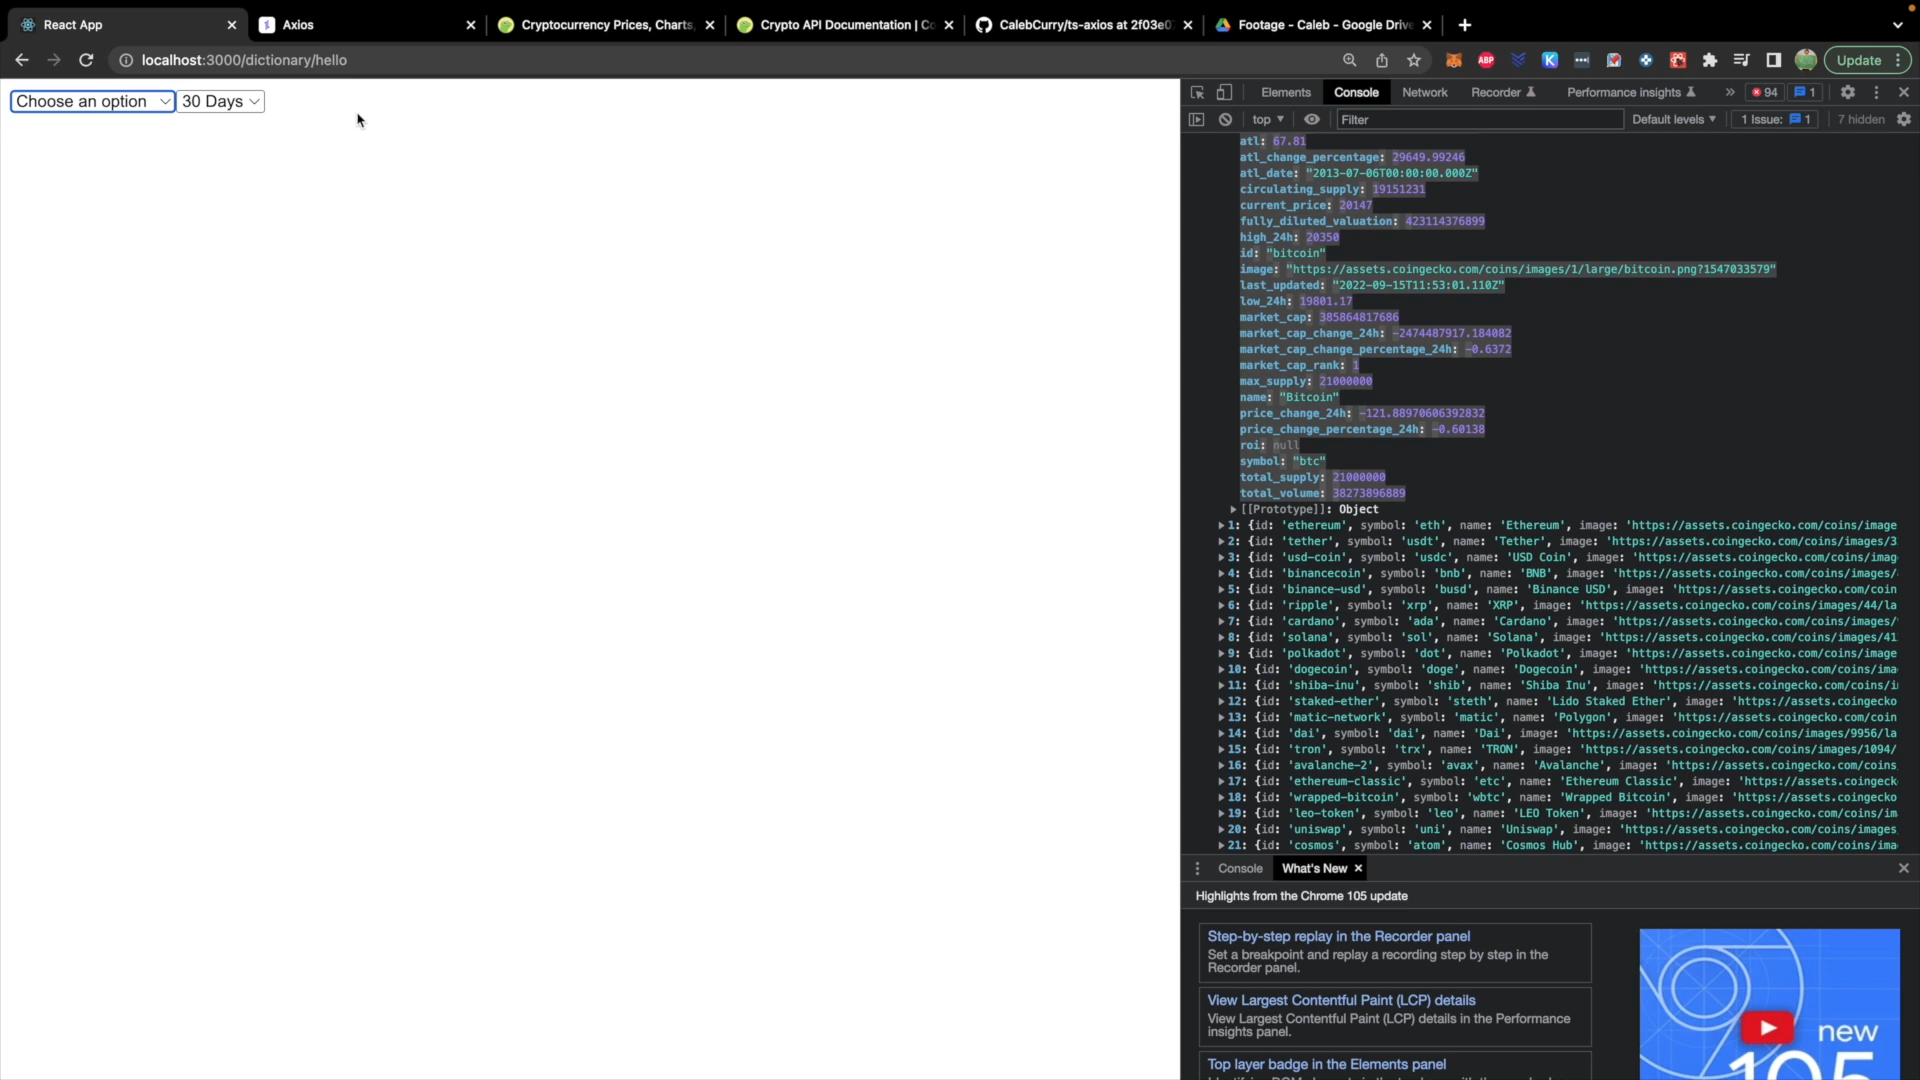 React App
Axios
Cryptocurrency Prices, Charts,
Crypto API Documentation | Co
CalebCurry/ts-axios at 2f03e0
Footage - Caleb - Google Drive
localhost:3000/dictionary/hello
ABP
K
Update
Choose an option
30 Days
Elements
Console
Network
Recorder
Performance insights
94
1
top
Filter
Default levels
1 Issue:
1
7 hidden
atl: 67.81
atl_change_percentage: 29649.99246
atl_date: "2013-07-06T00:00:00.000Z"
circulating_supply: 19151231
current_price: 20147
fully_diluted_valuation: 423114376899
high_24h: 20350
id: "bitcoin"
image: "https://assets.coingecko.com/coins/images/1/large/bitcoin.png?1547033579"
last_updated: "2022-09-15T11:53:01.110Z"
low_24h: 19801.17
market_cap: 385864817686
market_cap_change_24h: -2474487917.184082
market_cap_change_percentage_24h: -0.6372
market_cap_rank: 1
max_supply: 21000000
name: "Bitcoin"
price_change_24h: -121.88970606392832
price_change_percentage_24h: -0.60138
roi: null
symbol: "btc"
total_supply: 21000000
total_volume: 38273896889
[[Prototype]]: Object
1: {id: 'ethereum', symbol: 'eth', name: 'Ethereum', image: 'https://assets.coingecko.com/coins/image
2: {id: 'tether', symbol: 'usdt', name: 'Tether', image: 'https://assets.coingecko.com/coins/images/3
3: {id: 'usd-coin', symbol: 'usdc', name: 'USD Coin', image: 'https://assets.coingecko.com/coins/imag
4: {id: 'binancecoin', symbol: 'bnb', name: 'BNB', image: 'https://assets.coingecko.com/coins/images/
5: {id: 'binance-usd', symbol: 'busd', name: 'Binance USD', image: 'https://assets.coingecko.com/coin
6: {id: 'ripple', symbol: 'xrp', name: 'XRP', image: 'https://assets.coingecko.com/coins/images/44/la
7: {id: 'cardano', symbol: 'ada', name: 'Cardano', image: 'https://assets.coingecko.com/coins/images/
8: {id: 'solana', symbol: 'sol', name: 'Solana', image: 'https://assets.coingecko.com/coins/images/41
9: {id: 'polkadot', symbol: 'dot', name: 'Polkadot', image: 'https://assets.coingecko.com/coins/image
10: {id: 'dogecoin', symbol: 'doge', name: 'Dogecoin', image: 'https://assets.coingecko.com/coins/ima
11: {id: 'shiba-inu', symbol: 'shib', name: 'Shiba Inu', image: 'https://assets.coingecko.com/coins/i
12: {id: 'staked-ether', symbol: 'steth', name: 'Lido Staked Ether', image: 'https://assets.coingecko
13: {id: 'matic-network', symbol: 'matic', name: 'Polygon', image: 'https://assets.coingecko.com/coin
14: {id: 'dai', symbol: 'dai', name: 'Dai', image: 'https://assets.coingecko.com/coins/images/9956/la
15: {id: 'tron', symbol: 'trx', name: 'TRON', image: 'https://assets.coingecko.com/coins/images/1094/
16: {id: 'avalanche-2', symbol: 'avax', name: 'Avalanche', image: 'https://assets.coingecko.com/coins
17: {id: 'ethereum-classic', symbol: 'etc', name: 'Ethereum Classic', image: 'https://assets.coingeck
18: {id: 'wrapped-bitcoin', symbol: 'wbtc', name: 'Wrapped Bitcoin', image: 'https://assets.coingecko
19: {id: 'leo-token', symbol: 'leo', name: 'LEO Token', image: 'https://assets.coingecko.com/coins/im
20: {id: 'uniswap', symbol: 'uni', name: 'Uniswap', image: 'https://assets.coingecko.com/coins/images
21: {id: 'cosmos', symbol: 'atom', name: 'Cosmos Hub', image: 'https://assets.coingecko.com/coins/ima
Console
What's New
Highlights from the Chrome 105 update
Step-by-step replay in the Recorder panel
Set a breakpoint and replay a recording step by step in the
Recorder panel.
View Largest Contentful Paint (LCP) details
View Largest Contentful Paint (LCP) details in the Performance
insights panel.
Top layer badge in the Elements panel
new
105